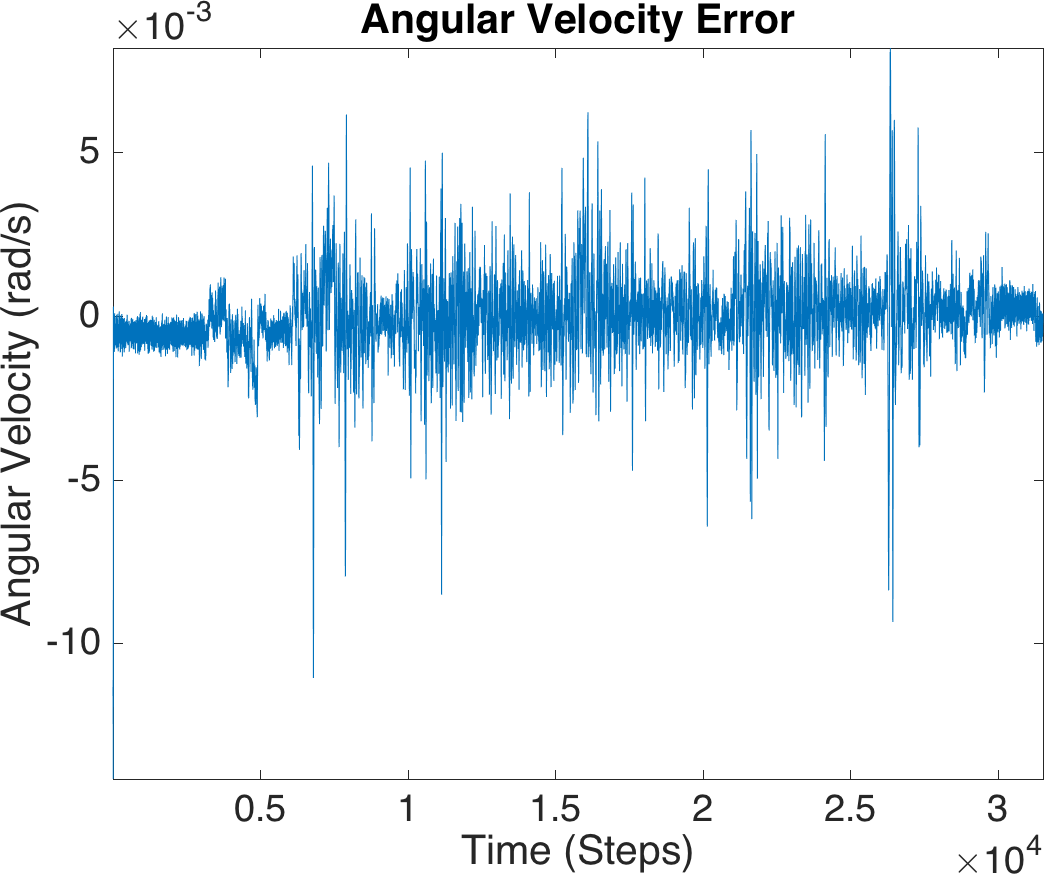 Angular Velocity Error
×10⁻³
5
0
-5
-10
Angular Velocity (rad/s)
0.5 1 1.5 2 2.5 3
Time (Steps)
×10⁴